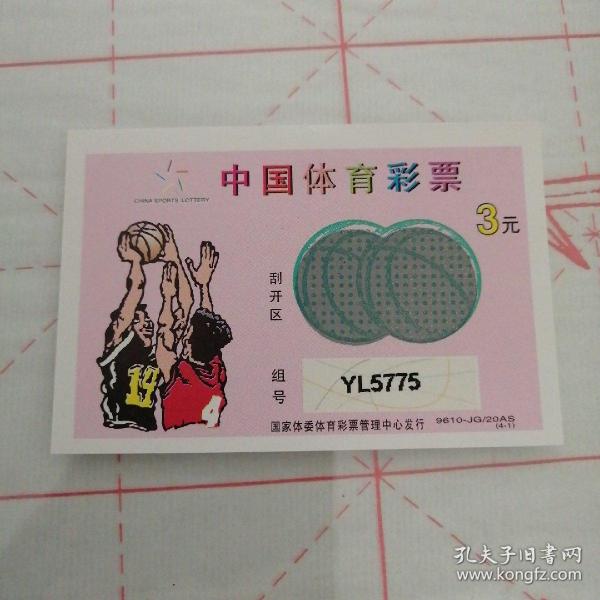 中国体育彩票
CHINA SPORTS LOTTERY
3元
刮开区
14
4
组号
YL5775
国家体委体育彩票管理中心发行
9610-JG/20AS
(4-1)
孔夫子旧书网
www.kongfz.com